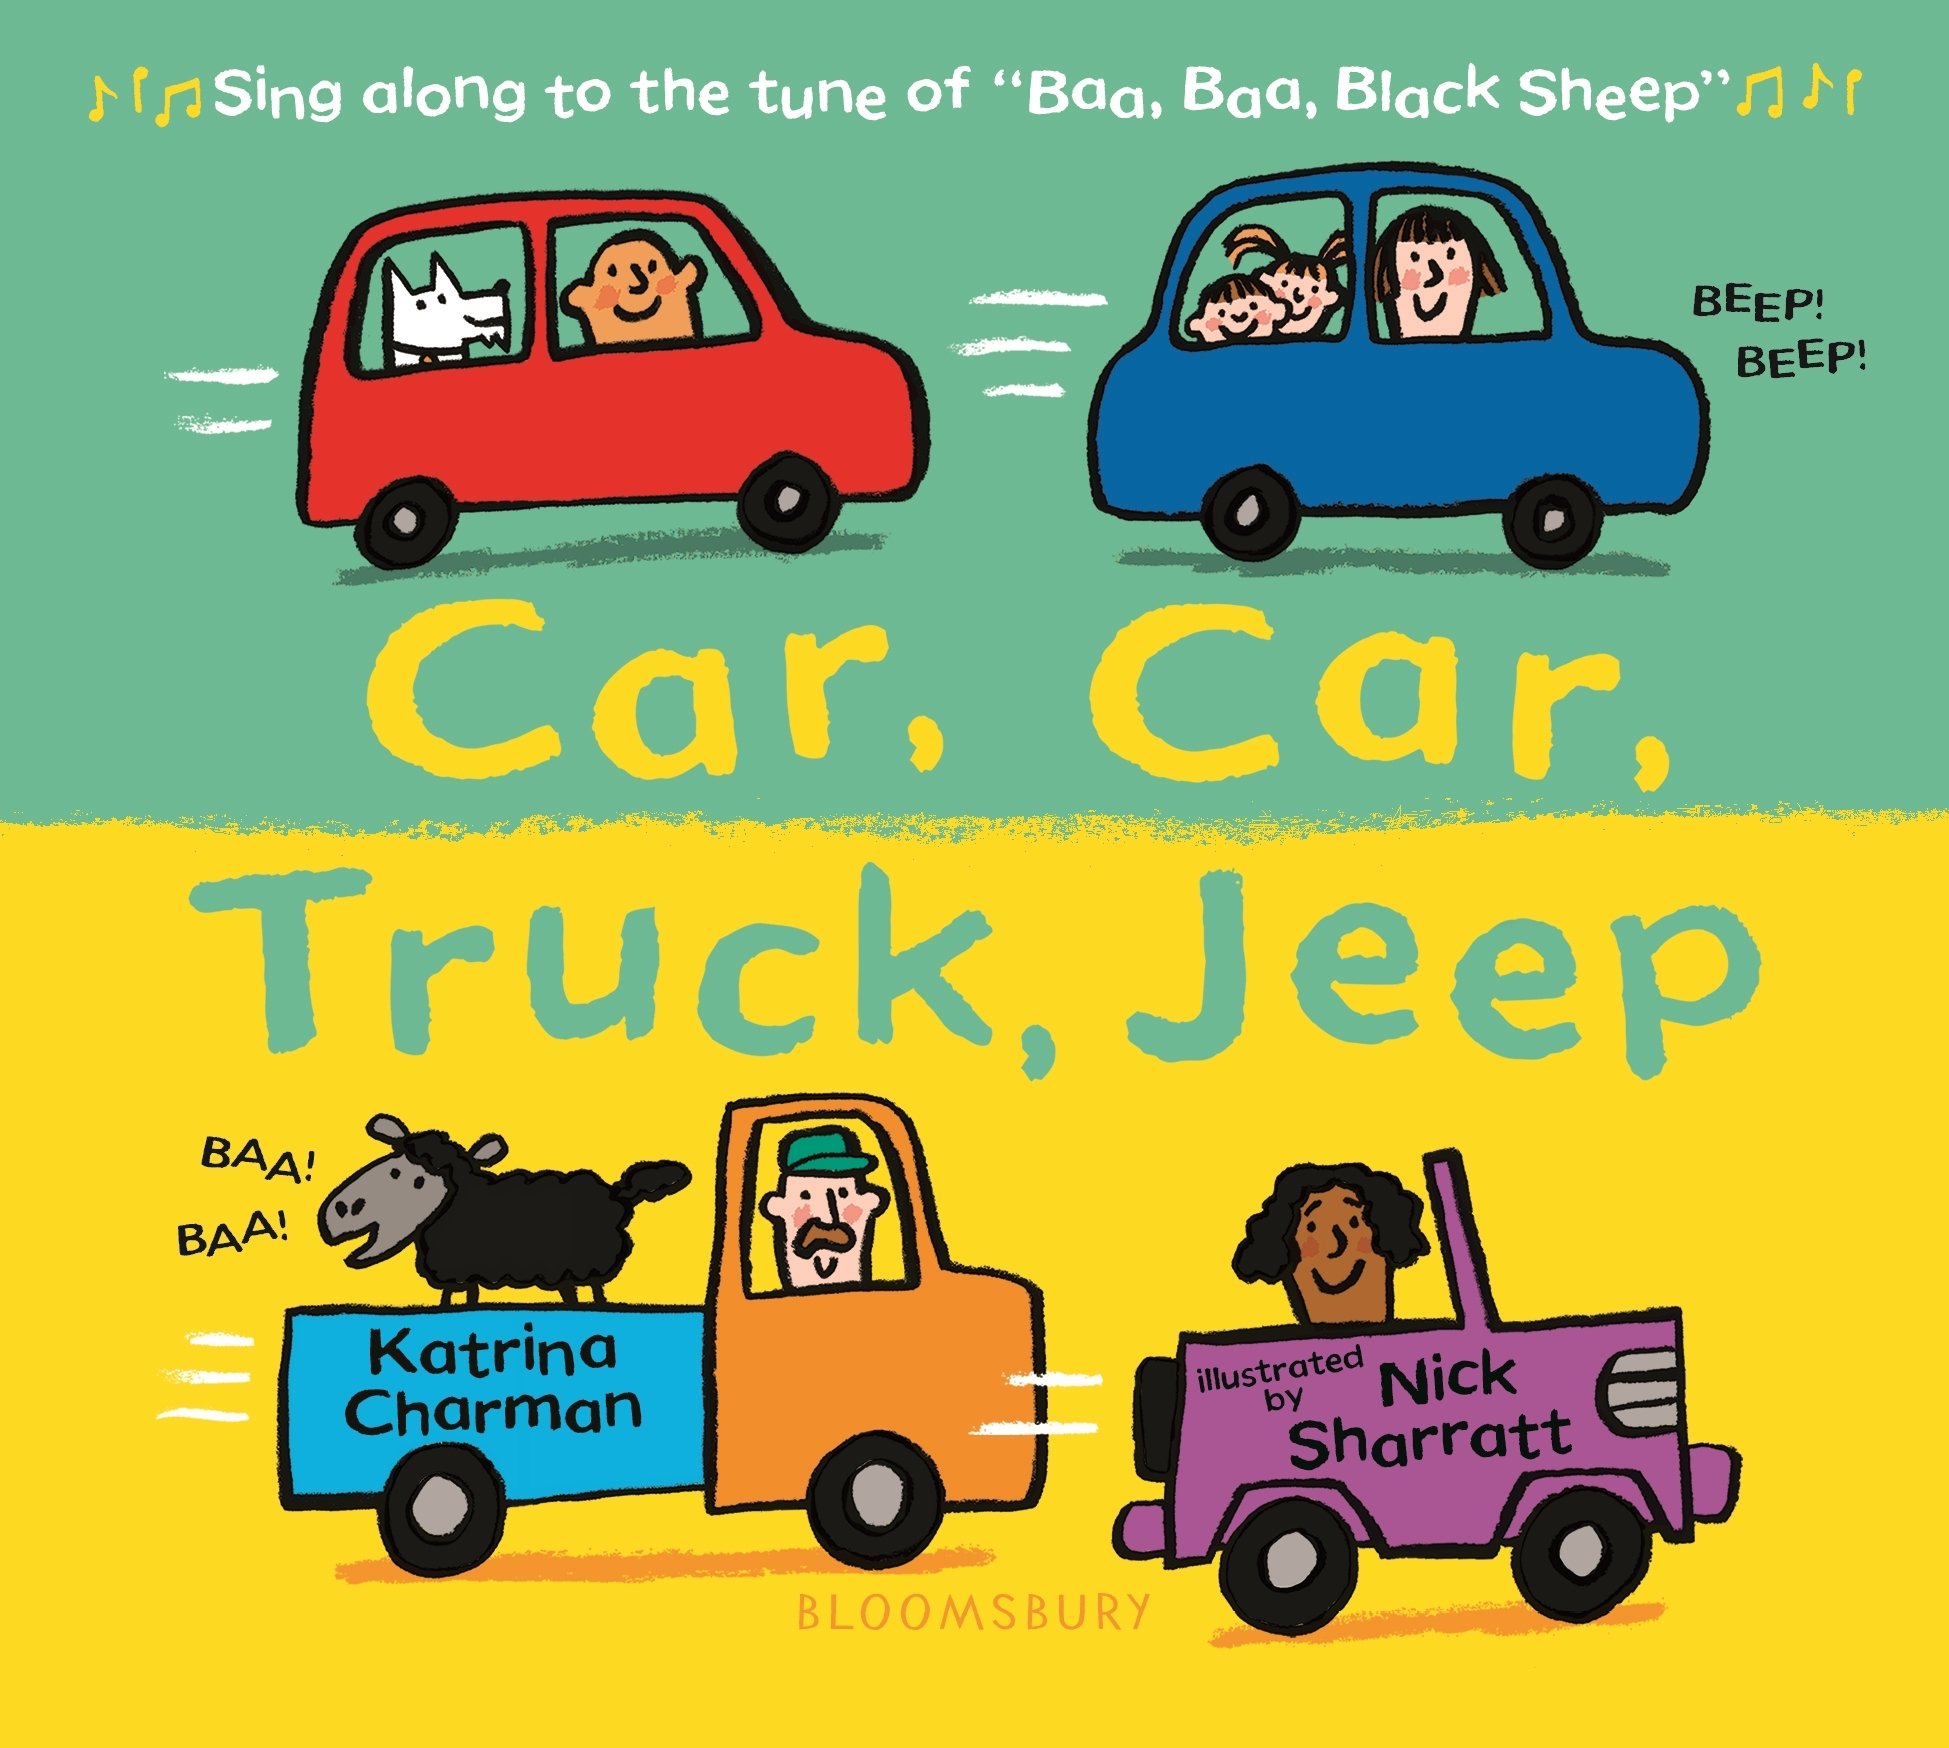 Sing along to the tune of “Baa, Baa, Black Sheep”
BEEP!
BEEP!
Car, Car,
Truck, Jeep
BAA!
BAA!
Katrina
Charman
illustrated
by
Nick
Sharratt
BLOOMSBURY